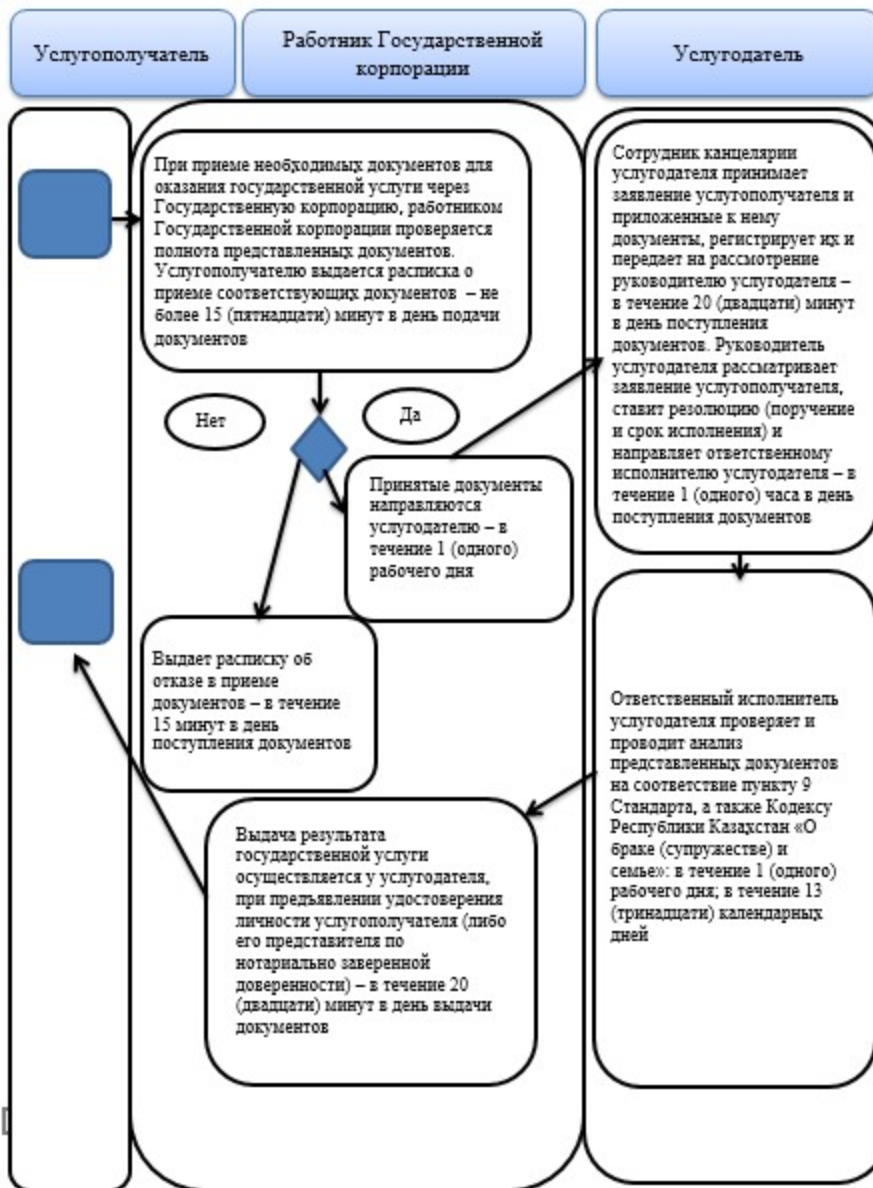 Услугополучатель
Работник Государственной
корпорации
Услугодатель
При приеме необходимых документов для
оказания государственной услуги через
Государственную корпорацию, работником
Государственной корпорации проверяется
полнота представленных документов.
Услугополучателю выдается расписка о
приеме соответствующих документов – не
более 15 (пятнадцати) минут в день подачи
документов
Нет
Да
Принятые документы
направляются
услугодателю – в
течение 1 (одного)
рабочего дня
Выдает расписку об
отказе в приеме
документов – в течение
15 минут в день
поступления документов
Сотрудник канцелярии
услугодателя принимает
заявление услугополучателя и
приложенные к нему
документы, регистрирует их и
передает на рассмотрение
руководителю услугодателя –
в течение 20 (двадцати) минут
в день поступления
документов. Руководитель
услугодателя рассматривает
заявление услугополучателя,
ставит резолюцию (поручение
и срок исполнения) и
направляет ответственному
исполнителю услугодателя – в
течение 1 (одного) часа в день
поступления документов
Ответственный исполнитель
услугодателя проверяет и
проводит анализ
представленных документов
на соответствие пункту 9
Стандарта, а также Кодексу
Республики Казахстан «О
браке (супружестве) и
семье»: в течение 1 (одного)
рабочего дня; в течение 13
(тринадцати) календарных
дней
Выдача результата
государственной услуги
осуществляется у услугодателя,
при предъявлении удостоверения
личности услугополучателя (либо
его представителя по
нотариально заверенной
доверенности) – в течение 20
(двадцати) минут в день выдачи
документов